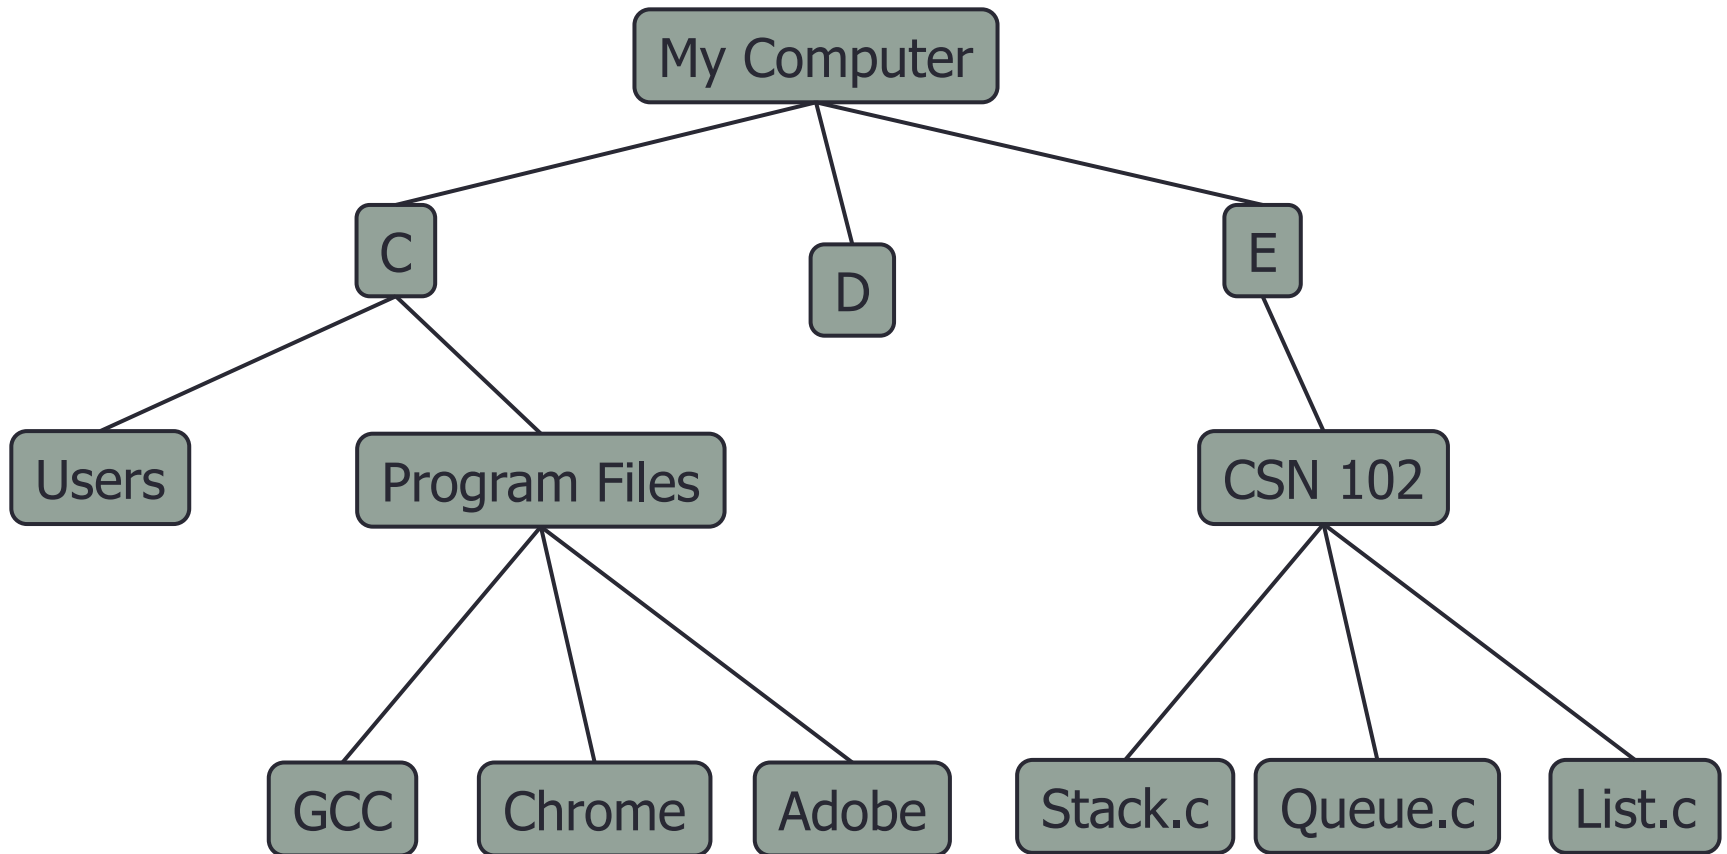 My Computer
C
D
E
Users
Program Files
CSN 102
GCC
Chrome
Adobe
Stack.c
Queue.c
List.c